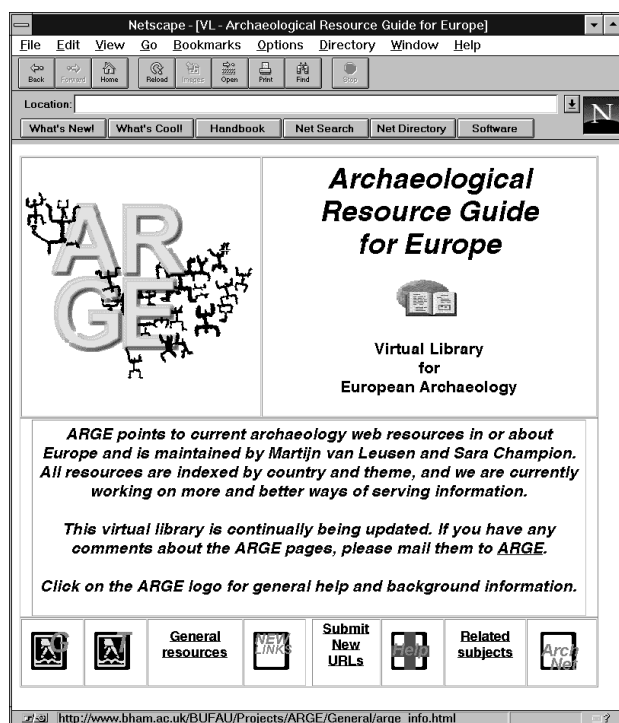 Netscape - [VL - Archaeological Resource Guide for Europe]
File Edit View Go Bookmarks Options Directory Window Help
Back Forward Home Reload Images Open Print Find Stop
Location:
N
What's New! What's Cool! Handbook Net Search Net Directory Software
AR
GE
Archaeological
Resource Guide
for Europe
Virtual Library
for
European Archaeology
ARGE points to current archaeology web resources in or about
Europe and is maintained by Martijn van Leusen and Sara Champion.
All resources are indexed by country and theme, and we are currently
working on more and better ways of serving information.
This virtual library is continually being updated. If you have any
comments about the ARGE pages, please mail them to ARGE.
Click on the ARGE logo for general help and background information.
G
T
General
resources
NEW
LINKS
Submit
New
URLs
Help
Related
subjects
Arch
Net
http://www.bham.ac.uk/BUFAU/Projects/ARGE/General/arge_info.html